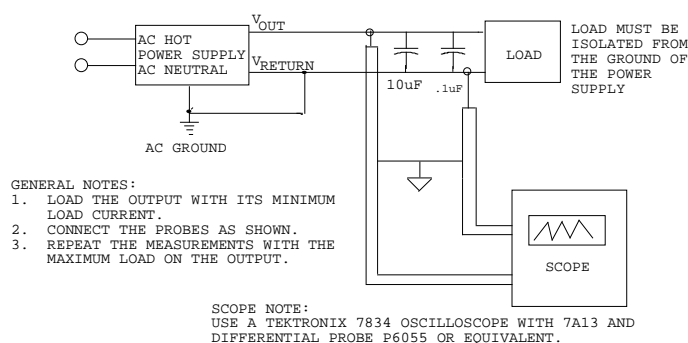 V OUT
AC HOT
POWER SUPPLY
AC NEUTRAL
V RETURN
AC GROUND
10uF
.1uF
LOAD
LOAD MUST BE
ISOLATED FROM
THE GROUND OF
THE POWER
SUPPLY
GENERAL NOTES:
1. LOAD THE OUTPUT WITH ITS MINIMUM
LOAD CURRENT.
2. CONNECT THE PROBES AS SHOWN.
3. REPEAT THE MEASUREMENTS WITH THE
MAXIMUM LOAD ON THE OUTPUT.
SCOPE
SCOPE NOTE:
USE A TEKTRONIX 7834 OSCILLOSCOPE WITH 7A13 AND
DIFFERENTIAL PROBE P6055 OR EQUIVALENT.